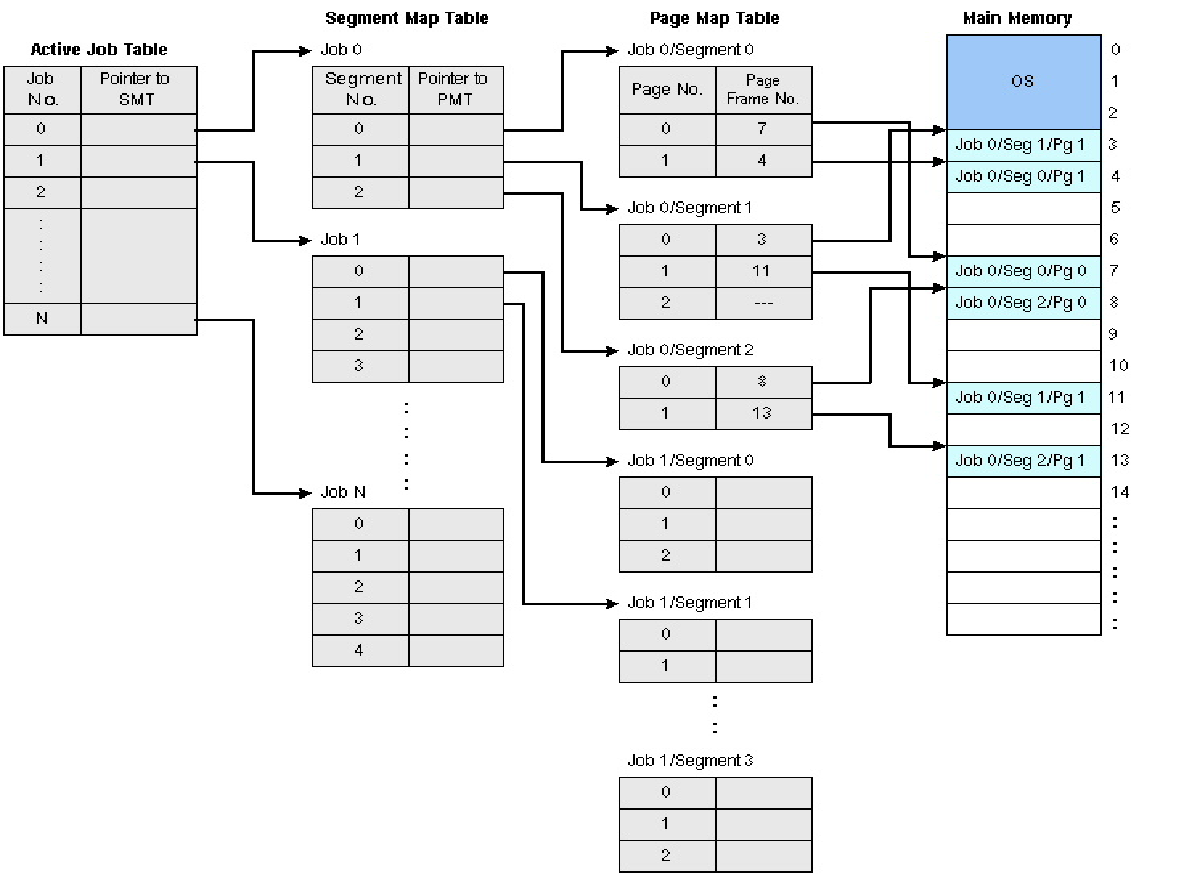 Segment Map Table
Page Map Table
Main Memory
Active Job Table
Job No.
Pointer to SMT
0
1
2
:
:
:
:
N
Job 0
Segment No.
Pointer to PMT
0
1
2
Job 1
0
1
2
3
:
:
:
:
Job N
0
1
2
3
4
Job 0/Segment 0
Page No.
Page Frame No.
0 7
1 4
Job 0/Segment 1
0 3
1 11
2 ---
Job 0/Segment 2
0 8
1 13
Job 1/Segment 0
0
1
2
Job 1/Segment 1
0
1
:
:
Job 1/Segment 3
0
1
2
0
OS 1
2
Job 0/Seg 1/Pg 1 3
Job 0/Seg 0/Pg 1 4
5
6
Job 0/Seg 0/Pg 0 7
Job 0/Seg 2/Pg 0 8
9
10
Job 0/Seg 1/Pg 1 11
12
Job 0/Seg 2/Pg 1 13
14
:
:
:
:
: